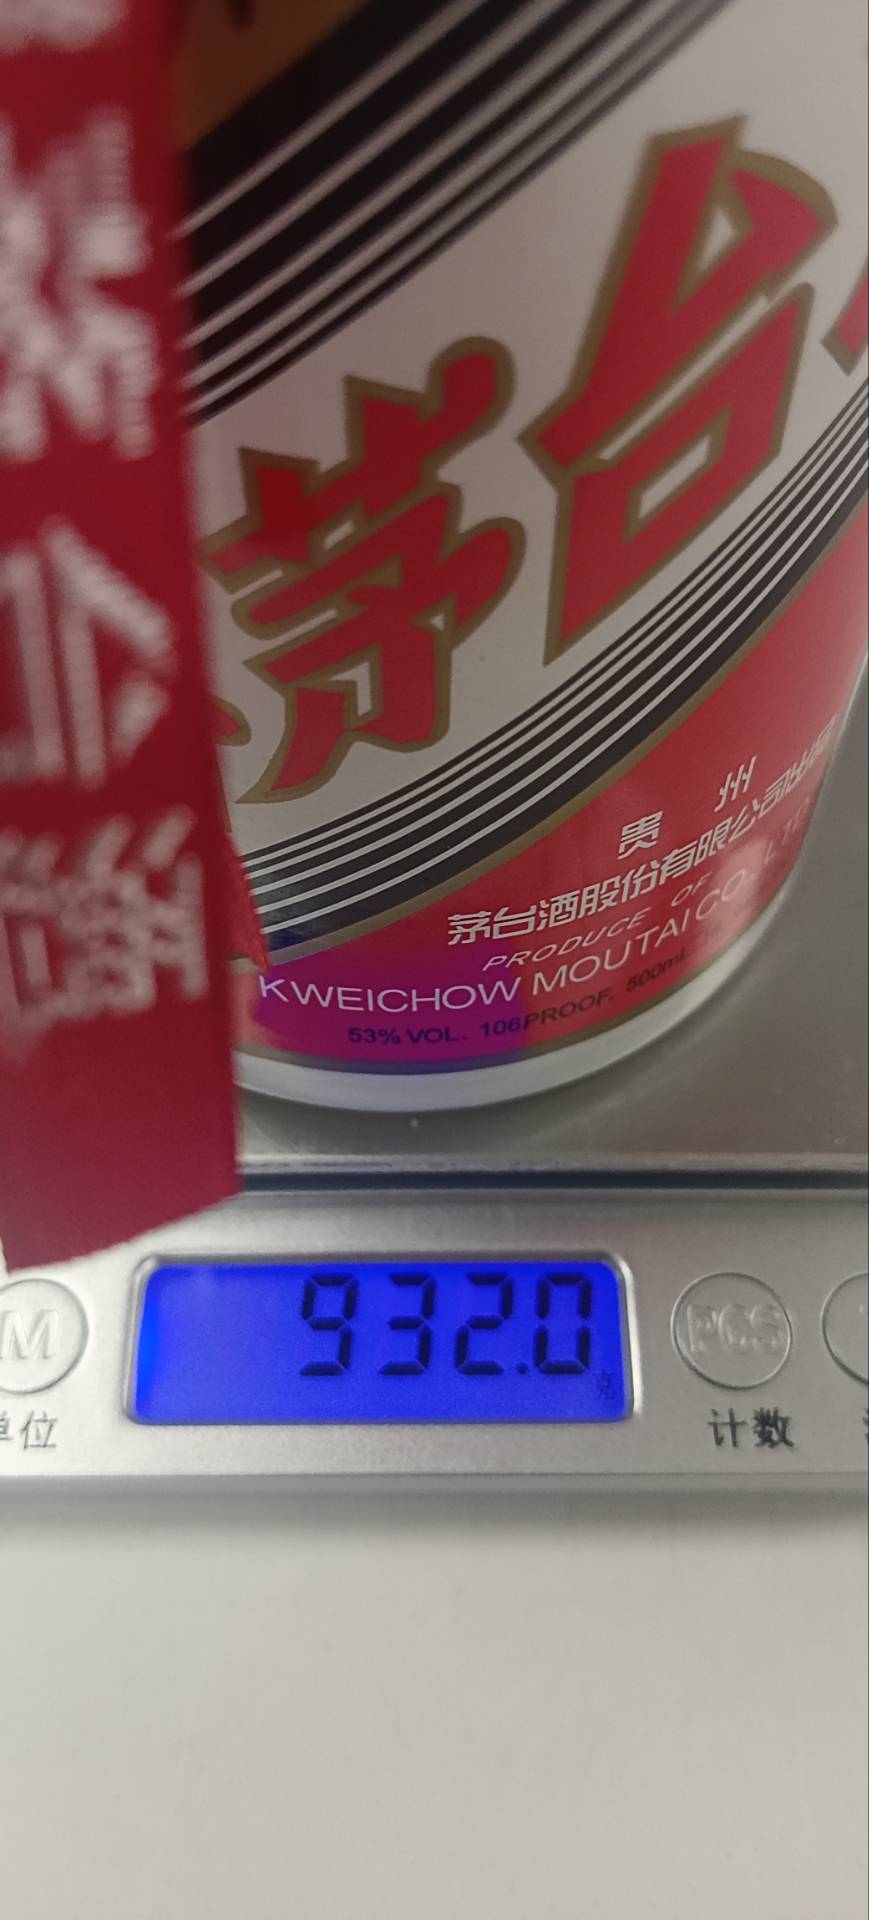 茅台
贵州
茅台酒股份有限公司出品
PRODUCE OF
KWEICHOW MOUTAI CO., LTD
53% VOL. 106PROOF. 500mL
932.0
克
M
PCS
单位
计数